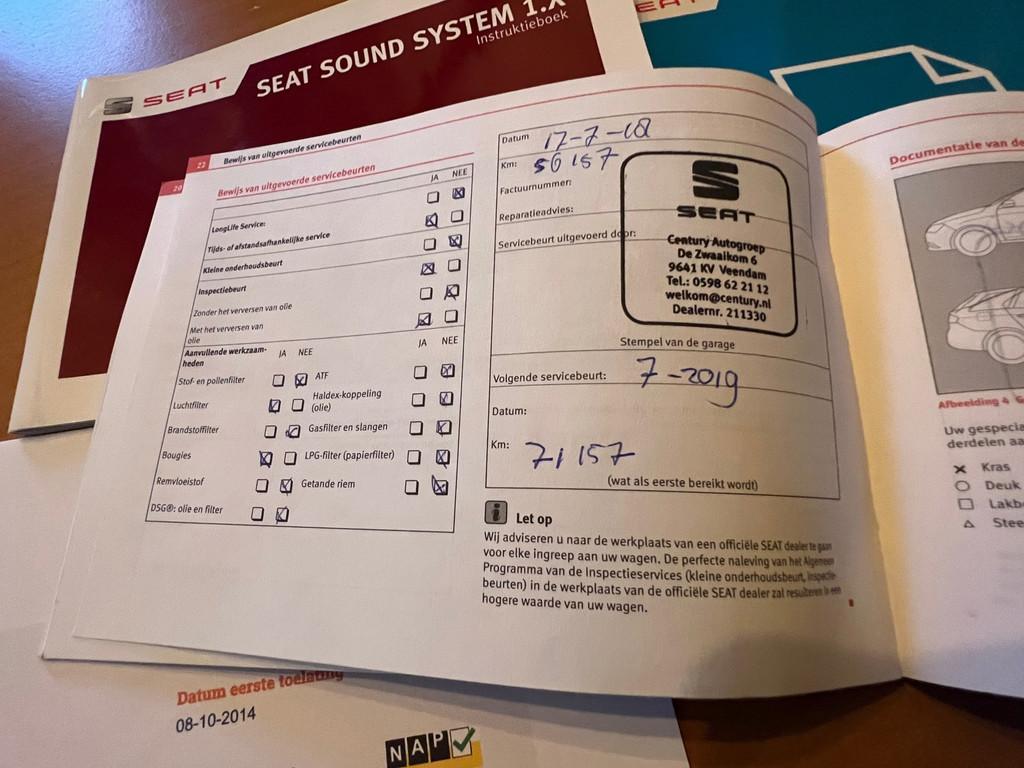 SEAT
SEAT SOUND SYSTEM 1.X
Instruktieboek
22 Bewijs van uitgevoerde servicebeurten
20 Bewijs van uitgevoerde servicebeurten
JA NEE
LongLife Service:
Tijds- of afstandsafhankelijke service
Kleine onderhoudsbeurt
Inspectiebeurt
Zonder het verversen van olie
Met het verversen van
olie
Aanvullende werkzaam-
heden
JA NEE
JA NEE
Stof- en pollenfilter
ATF
Luchtfilter
Haldex-koppeling
(olie)
Brandstoffilter
Gasfilter en slangen
Bougies
LPG-filter (papierfilter)
Remvloeistof
Getande riem
DSG®: olie en filter
Datum 17-7-18
Km: 56157
Factuurnummer:
Reparatieadvies:
Servicebeurt uitgevoerd door:
SEAT
Century Autogroep
De Zwaaikom 6
9641 KV Veendam
Tel.: 0598 62 21 12
welkom@century.nl
Dealernr. 211330
Stempel van de garage
Volgende servicebeurt: 7-2019
Datum:
Km: 71157
(wat als eerste bereikt wordt)
Let op
Wij adviseren u naar de werkplaats van een officiële SEAT dealer te gaan
voor elke ingreep aan uw wagen. De perfecte naleving van het Algemeen
Programma van de Inspectieservices (kleine onderhoudsbeurt, inspectie-
beurten) in de werkplaats van de officiële SEAT dealer zal resulteren in een
hogere waarde van uw wagen.
Documentatie van de
Afbeelding 4
Uw gespecia
derdelen aa
Kras
Deuk
Lakb
Stee
Datum eerste toelating
08-10-2014
NAP